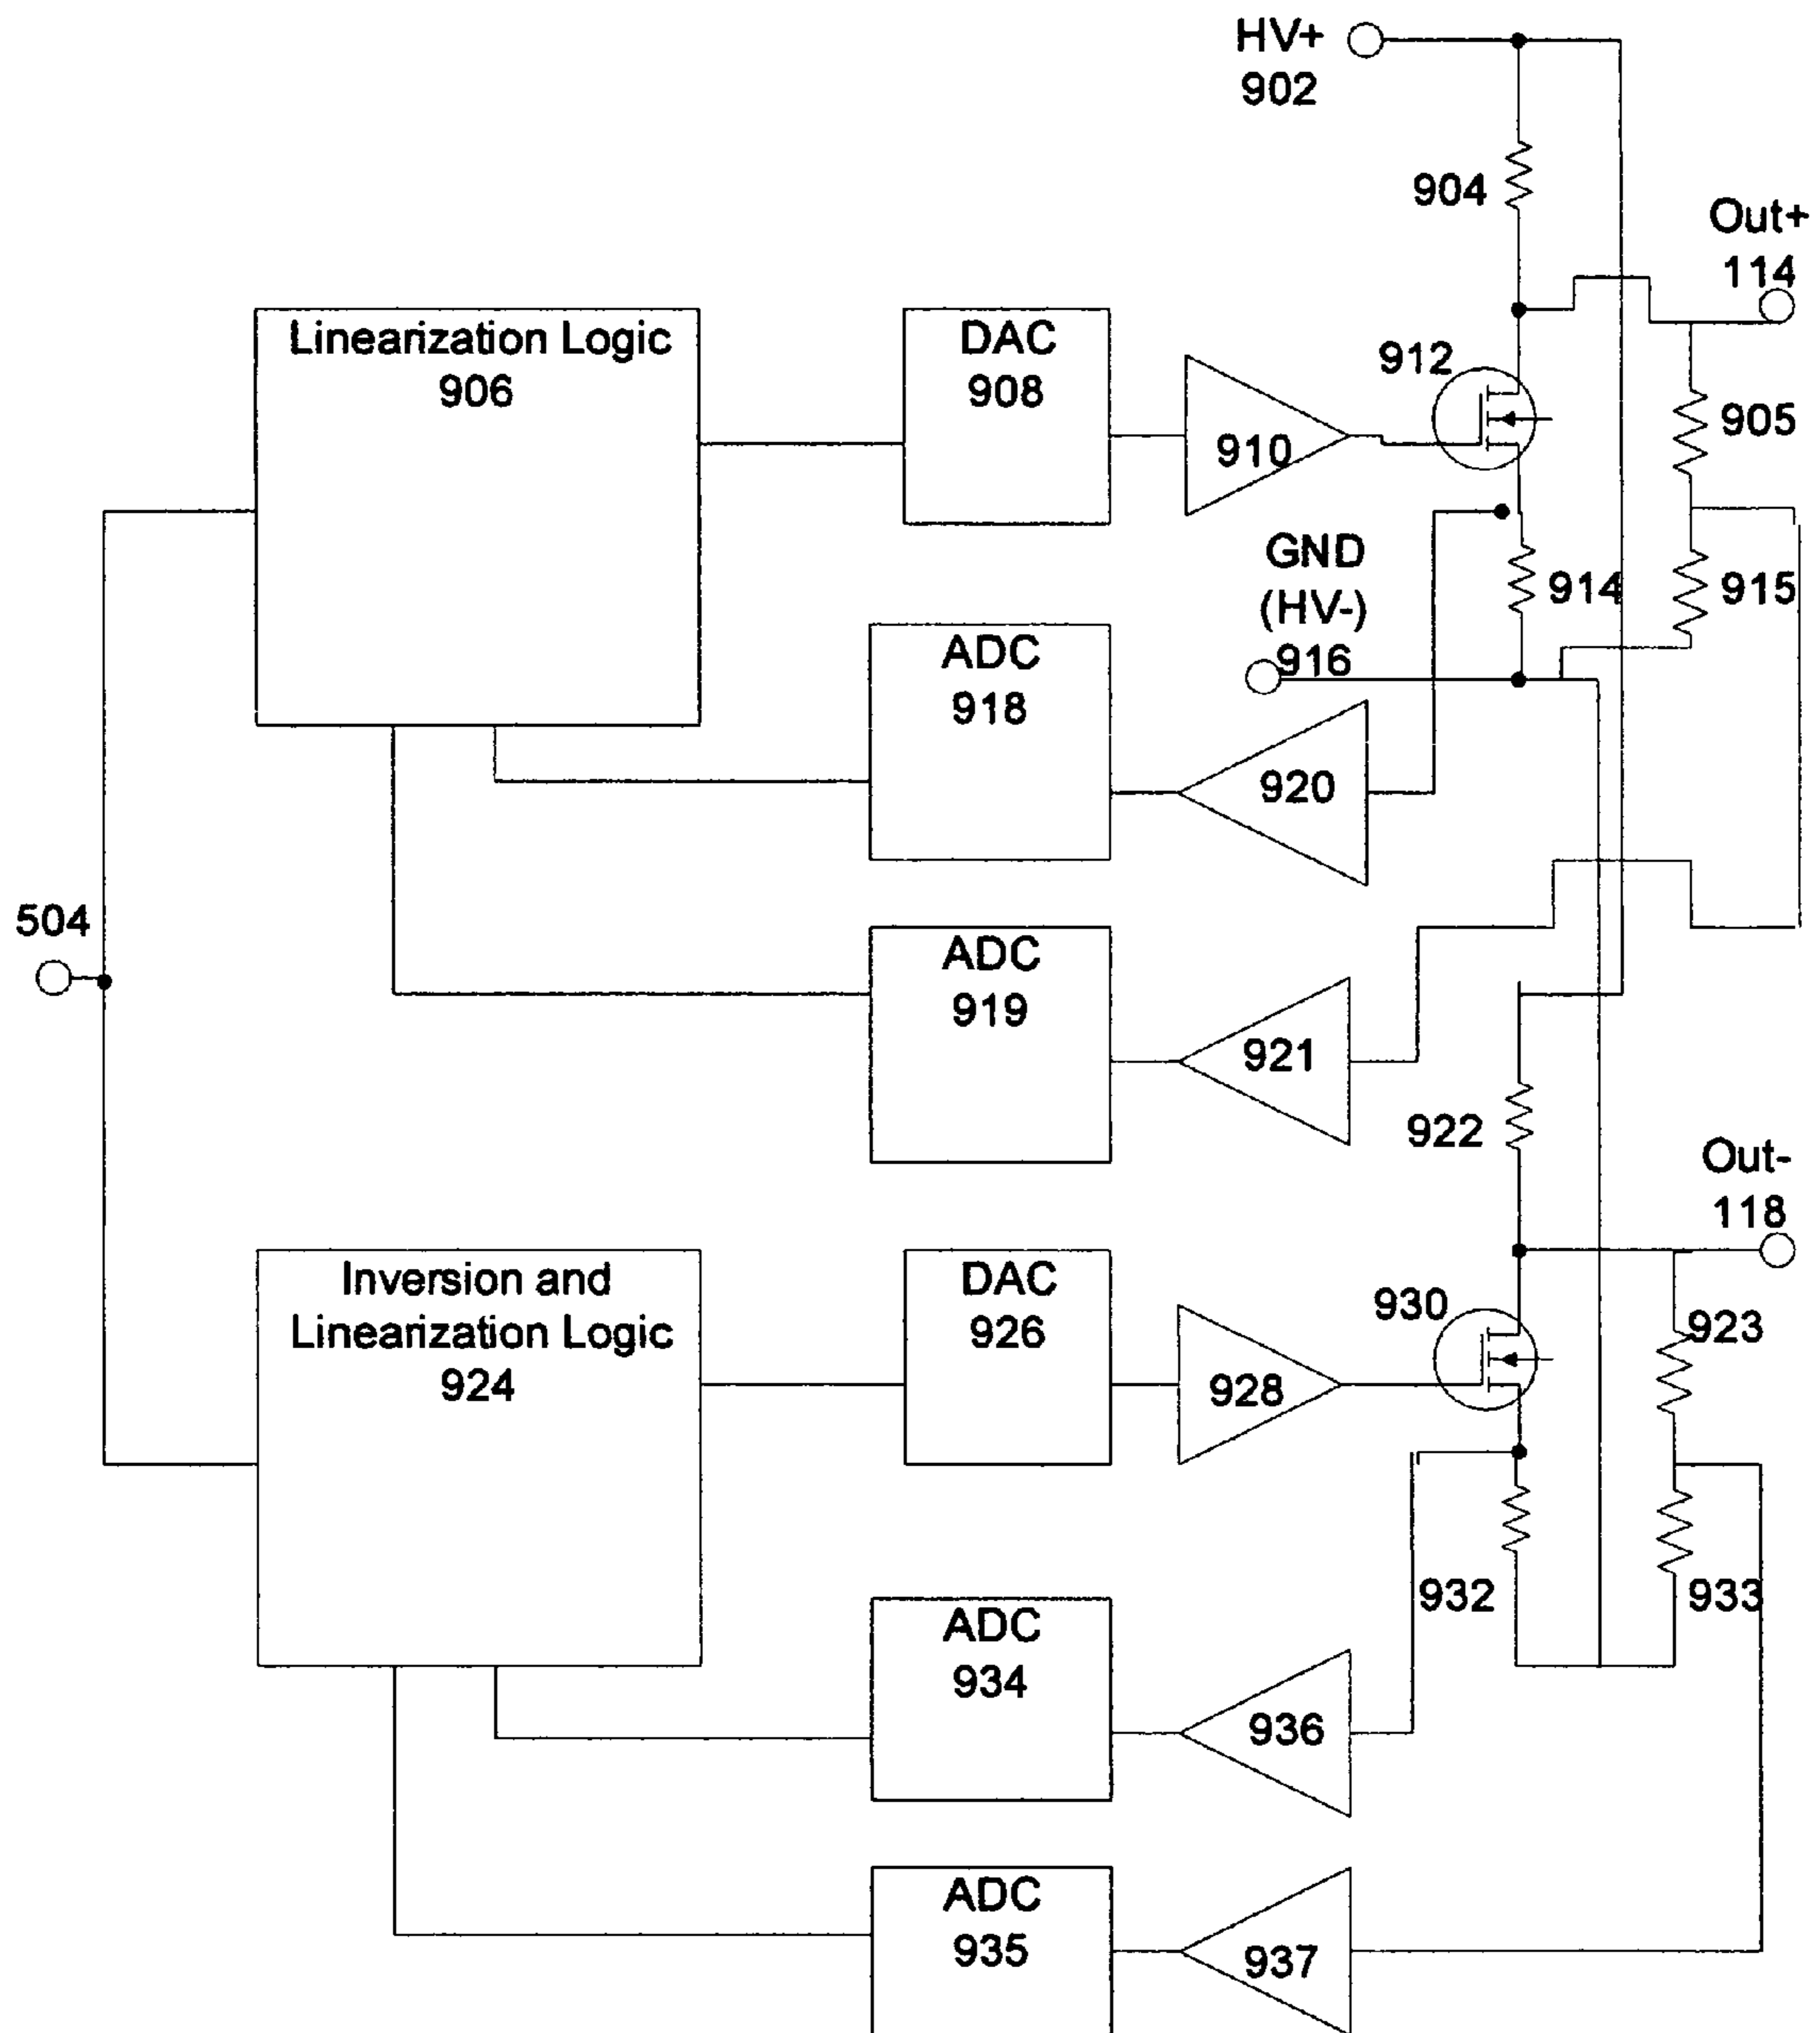 HV+
902
904
Out+
114
Linearization Logic
906
DAC
908
910
912
905
GND
(HV-)
916
914
915
ADC
918
920
504
ADC
919
921
922
Out-
118
Inversion and
Linearization Logic
924
DAC
926
928
930
923
932
933
ADC
934
936
ADC
935
937